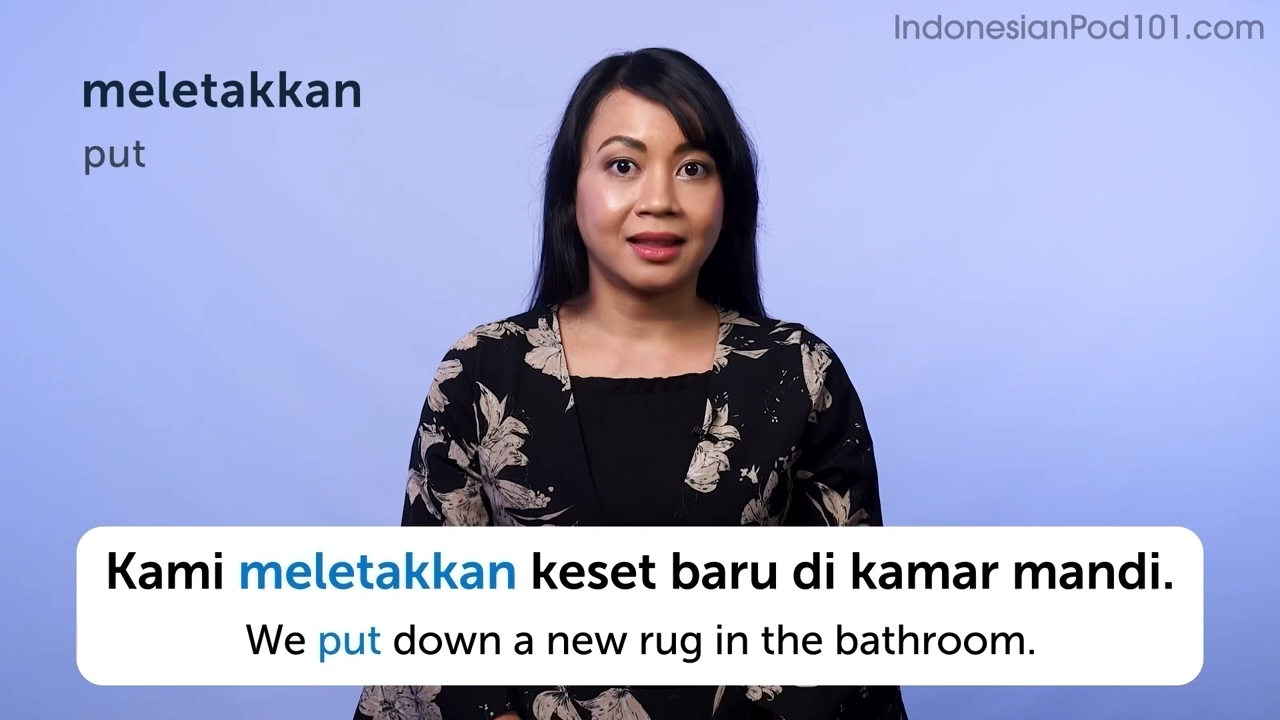 IndonesianPod101.com
meletakkan
put
Kami meletakkan keset baru di kamar mandi.
We put down a new rug in the bathroom.